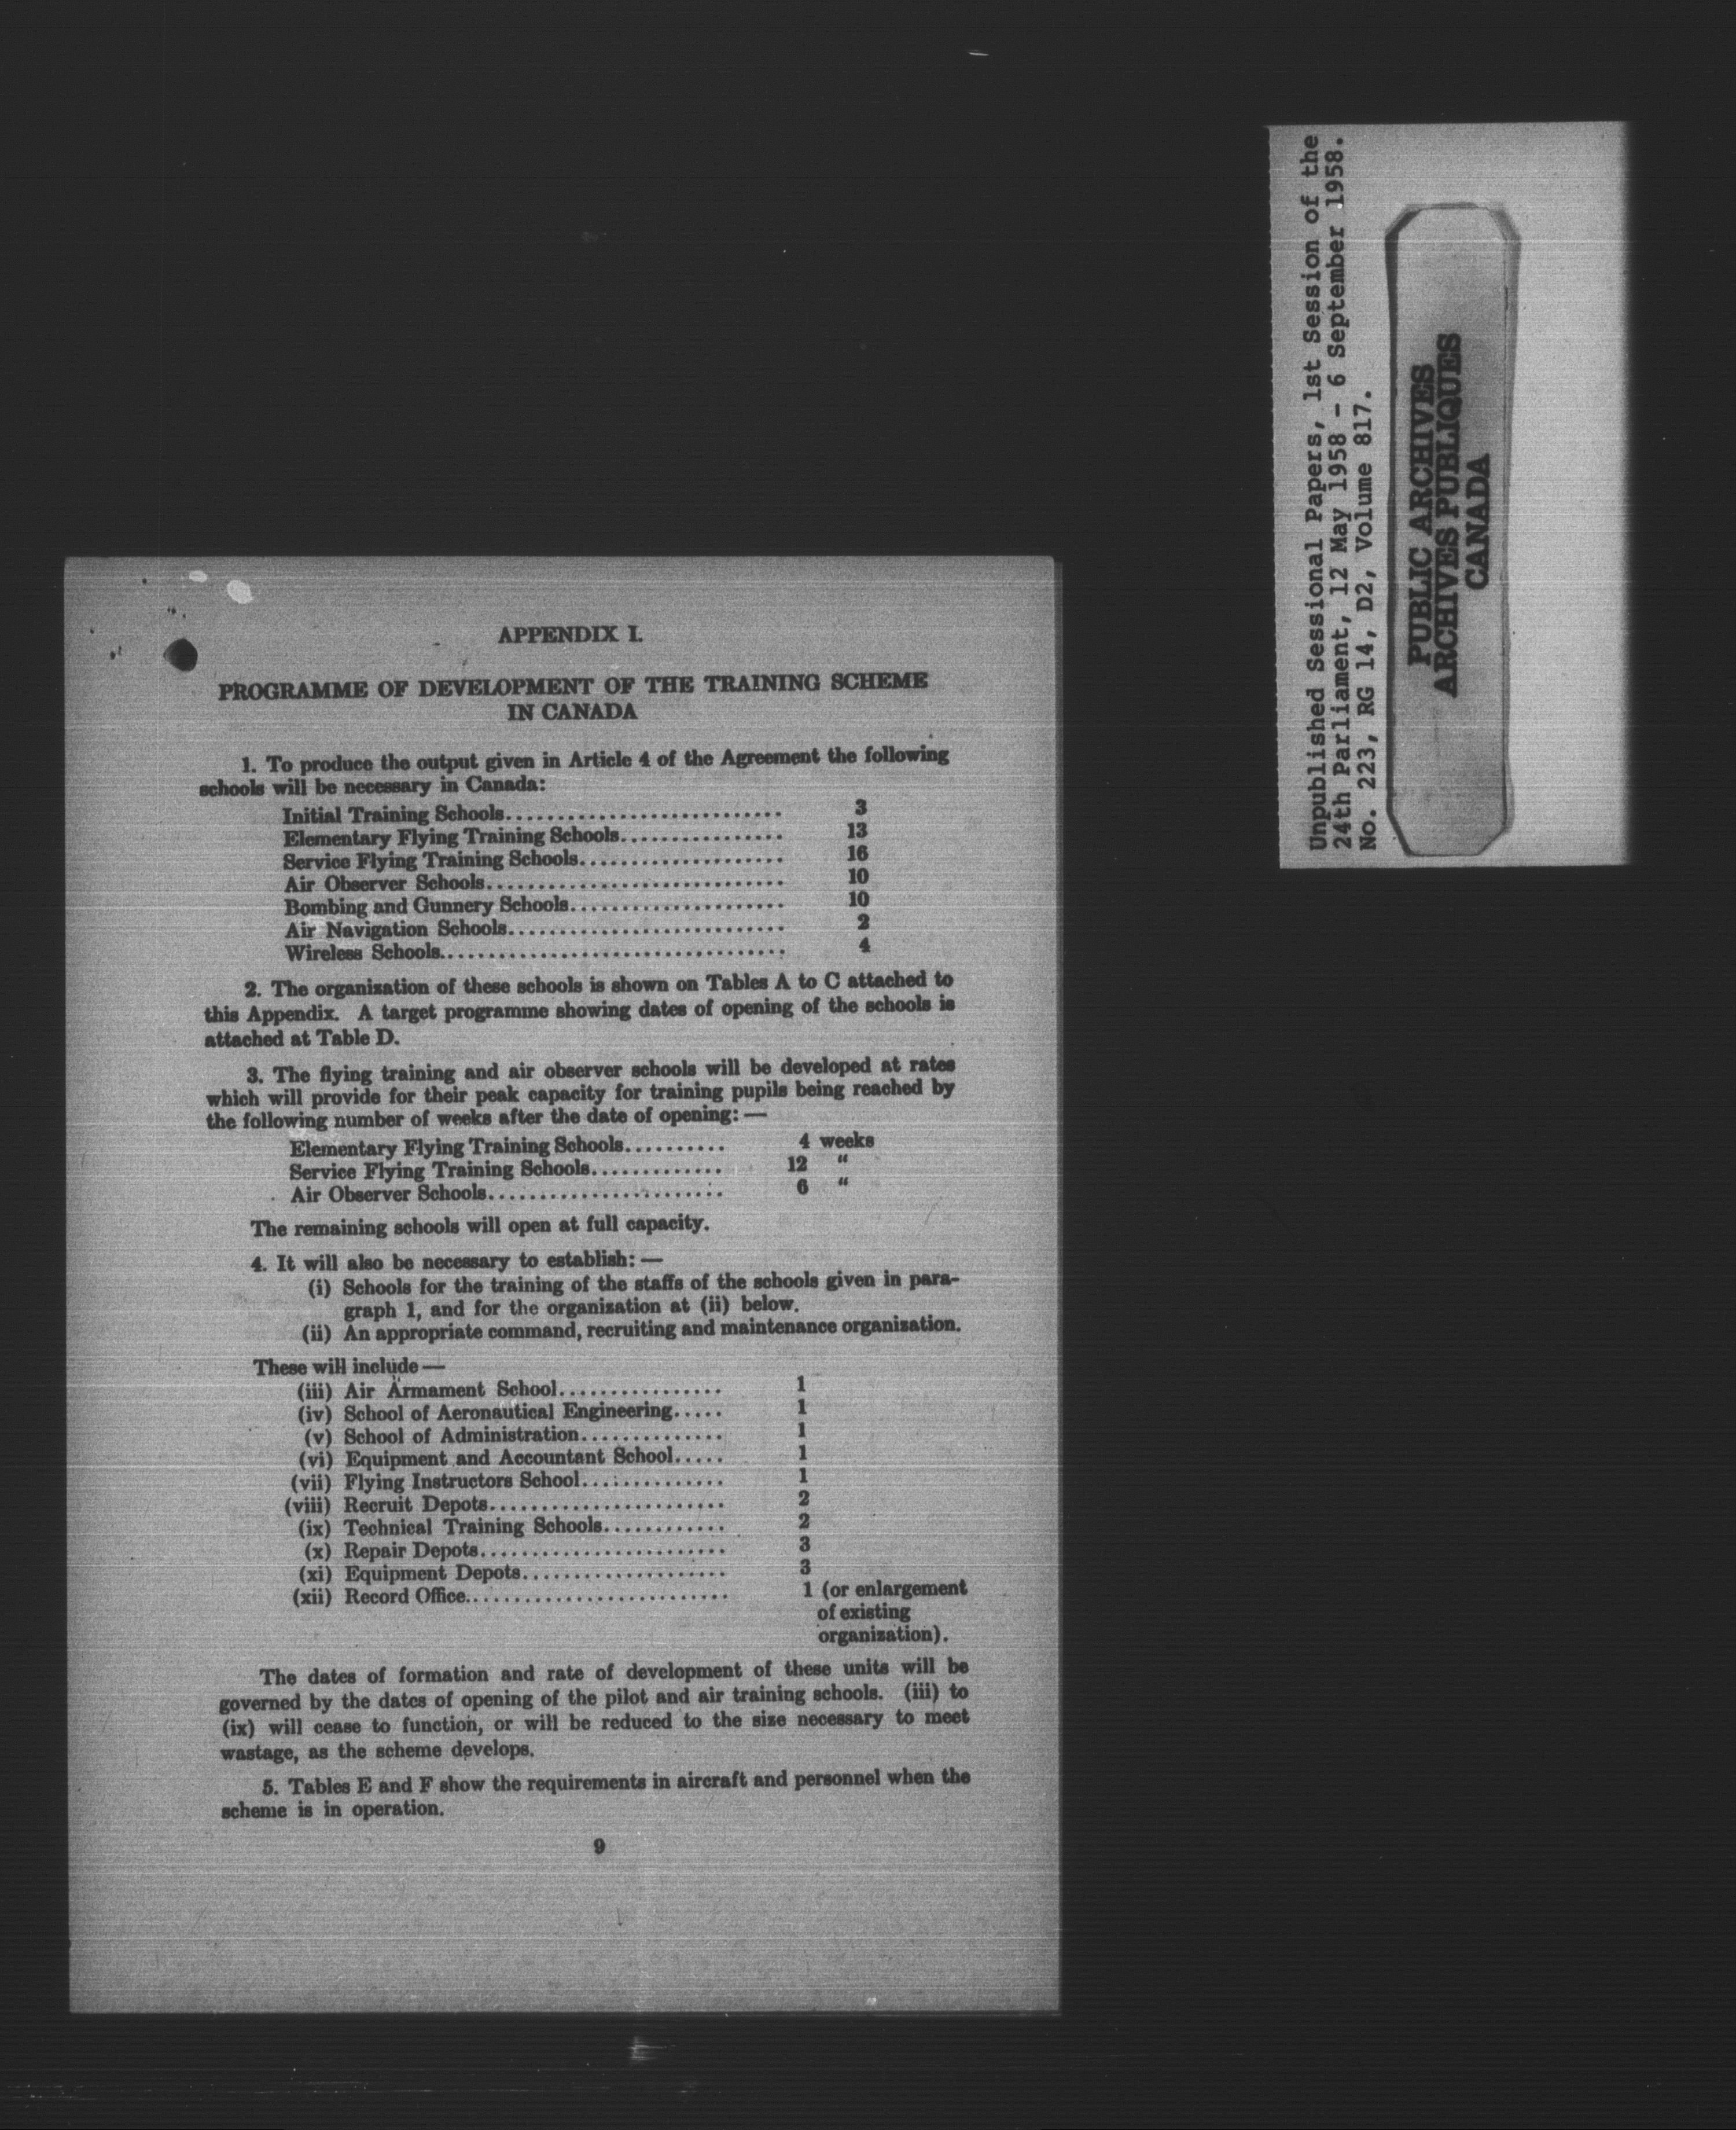 APPENDIX I.
PROGRAMME OF DEVELOPMENT OF THE TRAINING SCHEME
IN CANADA
1. To produce the output given in Article 4 of the Agreement the following
schools will be necessary in Canada:
Initial Training Schools........................... 3
Elementary Flying Training Schools................ 13
Service Flying Training Schools.................... 16
Air Observer Schools............................. 10
Bombing and Gunnery Schools..................... 10
Air Navigation Schools........................... 2
Wireless Schools................................. 4
2. The organization of these schools is shown on Tables A to C attached to
this Appendix. A target programme showing dates of opening of the schools is
attached at Table D.
3. The flying training and air observer schools will be developed at rates
which will provide for their peak capacity for training pupils being reached by
the following number of weeks after the date of opening:—
Elementary Flying Training Schools.......... 4 weeks
Service Flying Training Schools............. 12 "
Air Observer Schools....................... 6 "
The remaining schools will open at full capacity.
4. It will also be necessary to establish:—
(i) Schools for the training of the staffs of the schools given in para-
graph 1, and for the organization at (ii) below.
(ii) An appropriate command, recruiting and maintenance organization.
These will include—
(iii) Air Armament School................ 1
(iv) School of Aeronautical Engineering..... 1
(v) School of Administration.............. 1
(vi) Equipment and Accountant School..... 1
(vii) Flying Instructors School.............. 1
(viii) Recruit Depots....................... 2
(ix) Technical Training Schools............ 2
(x) Repair Depots........................ 3
(xi) Equipment Depots.................... 3
(xii) Record Office.......................... 1 (or enlargement
of existing
organization).
The dates of formation and rate of development of these units will be
governed by the dates of opening of the pilot and air training schools. (iii) to
(ix) will cease to function, or will be reduced to the size necessary to meet
wastage, as the scheme develops.
5. Tables E and F show the requirements in aircraft and personnel when the
scheme is in operation.
9
Unpublished Sessional Papers, 1st Session of the
24th Parliament, 12 May 1958 - 6 September 1958.
No. 223, RG 14, D2, Volume 817.
PUBLIC ARCHIVES
ARCHIVES PUBLIQUES
CANADA